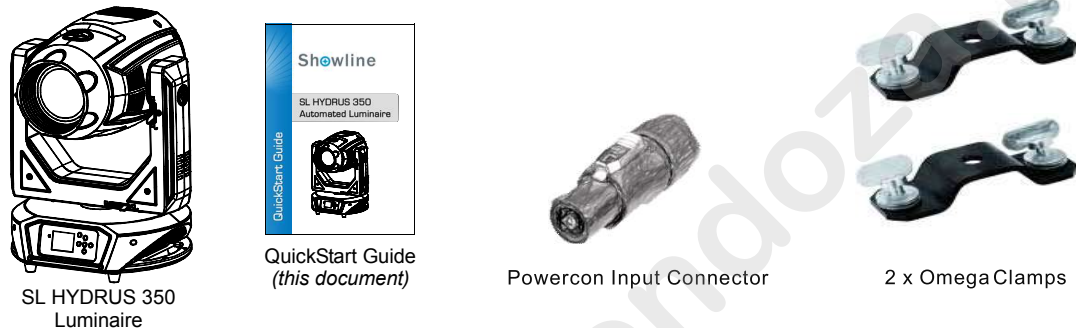 Showline
SL HYDRUS 350
Automated Luminaire
QuickStart Guide
SL HYDRUS 350
Luminaire
QuickStart Guide
(this document)
Powercon Input Connector
2 x Omega Clamps